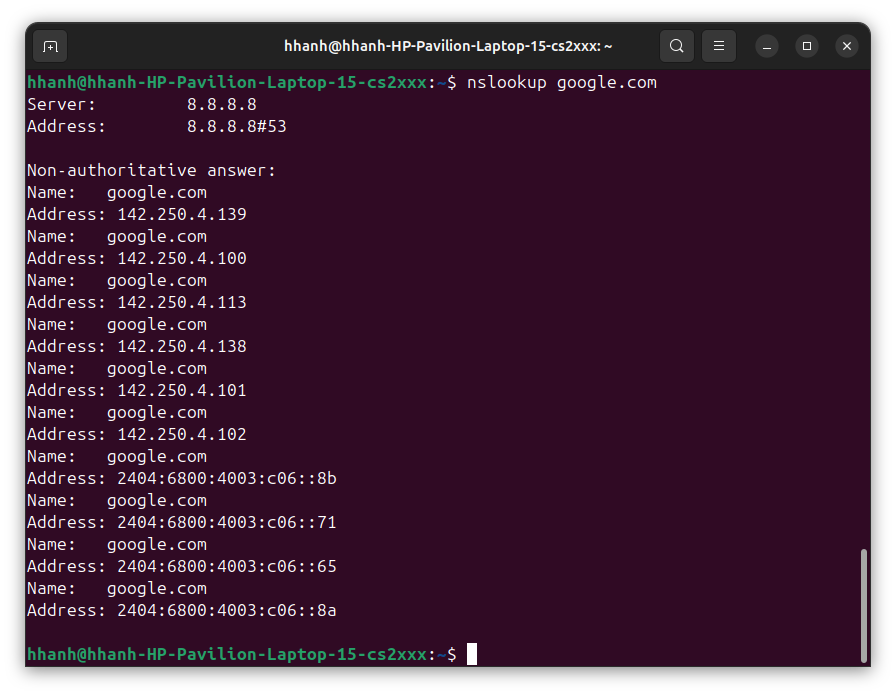 hhanh@hhanh-HP-Pavilion-Laptop-15-cs2xxx: ~
hhanh@hhanh-HP-Pavilion-Laptop-15-cs2xxx:~$ nslookup google.com
Server:         8.8.8.8
Address:        8.8.8.8#53
Non-authoritative answer:
Name:   google.com
Address: 142.250.4.139
Name:   google.com
Address: 142.250.4.100
Name:   google.com
Address: 142.250.4.113
Name:   google.com
Address: 142.250.4.138
Name:   google.com
Address: 142.250.4.101
Name:   google.com
Address: 142.250.4.102
Name:   google.com
Address: 2404:6800:4003:c06::8b
Name:   google.com
Address: 2404:6800:4003:c06::71
Name:   google.com
Address: 2404:6800:4003:c06::65
Name:   google.com
Address: 2404:6800:4003:c06::8a
hhanh@hhanh-HP-Pavilion-Laptop-15-cs2xxx:~$